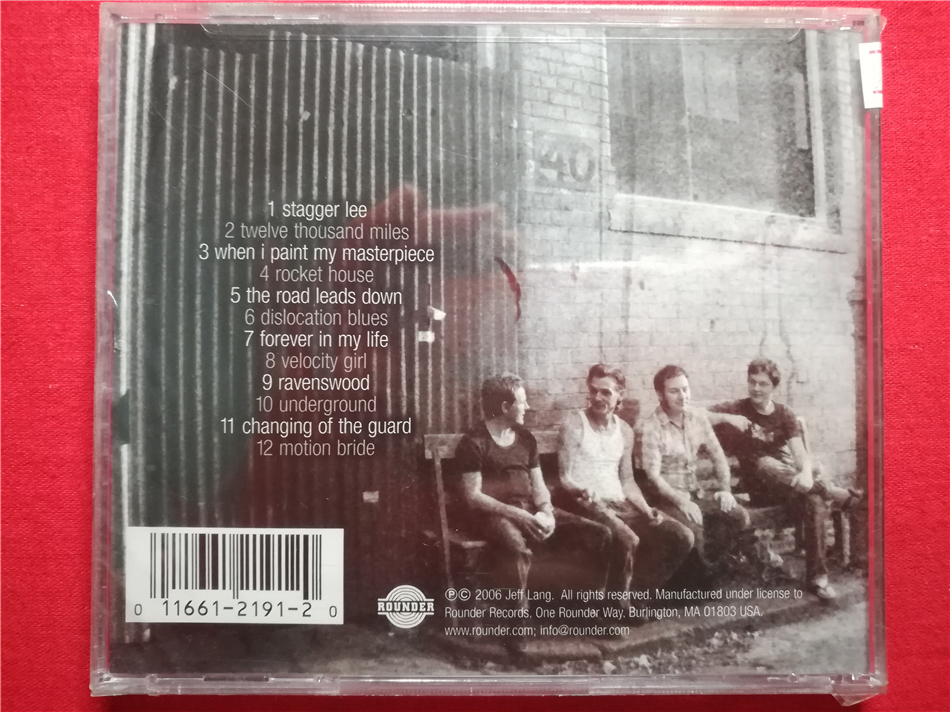 40
1 stagger lee
2 twelve thousand miles
3 when i paint my masterpiece
4 rocket house
5 the road leads down
6 dislocation blues
7 forever in my life
8 velocity girl
9 ravenswood
10 underground
11 changing of the guard
12 motion bride
0 11661-2191-2 0
ROUNDER
℗© 2006 Jeff Lang. All rights reserved. Manufactured under license to
Rounder Records, One Rounder Way, Burlington, MA 01803 USA.
www.rounder.com; info@rounder.com